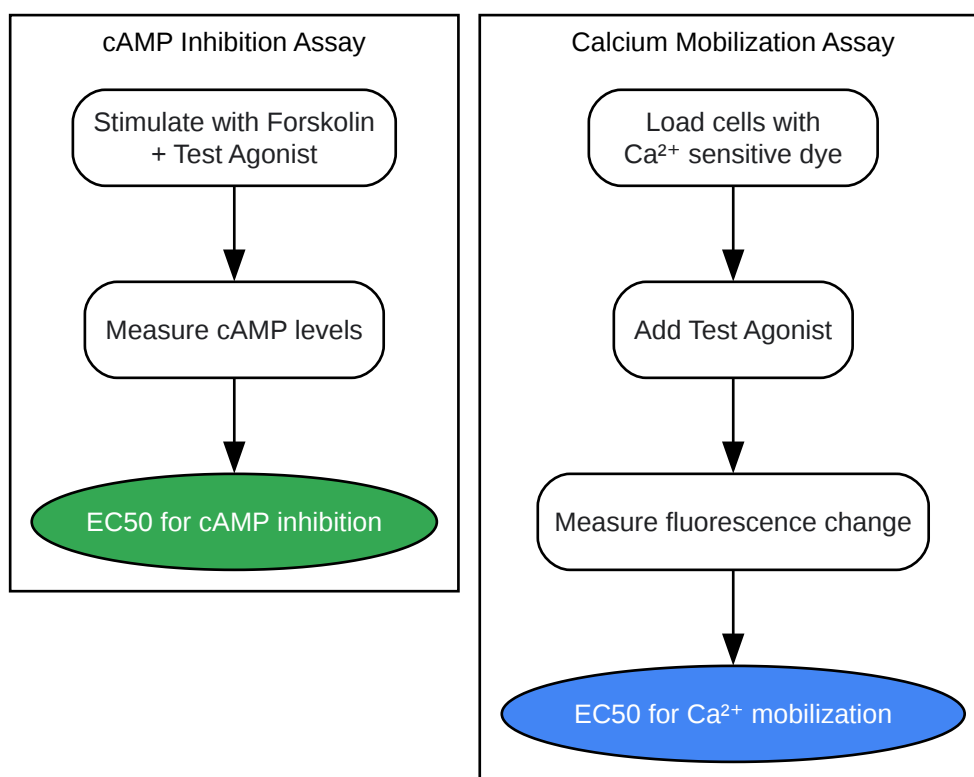 cAMP Inhibition Assay
Stimulate with Forskolin
+ Test Agonist
Measure cAMP levels
EC50 for cAMP inhibition
Calcium Mobilization Assay
Load cells with
Ca²⁺ sensitive dye
Add Test Agonist
Measure fluorescence change
EC50 for Ca²⁺ mobilization